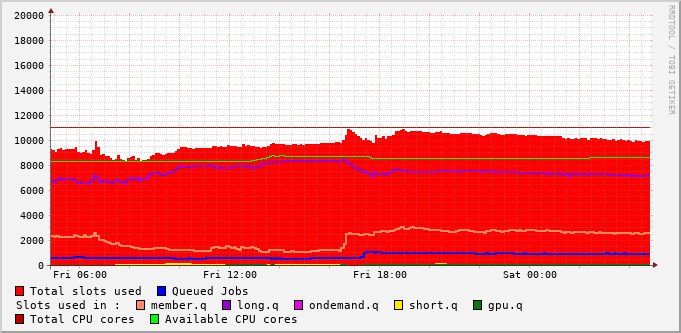 RRDTOOL / TOBI OETIKER
20000
18000
16000
14000
12000
10000
8000
6000
4000
2000
0
Fri 06:00 Fri 12:00 Fri 18:00 Sat 00:00
Total slots used Queued Jobs
Slots used in : member.q long.q ondemand.q short.q gpu.q
Total CPU cores Available CPU cores